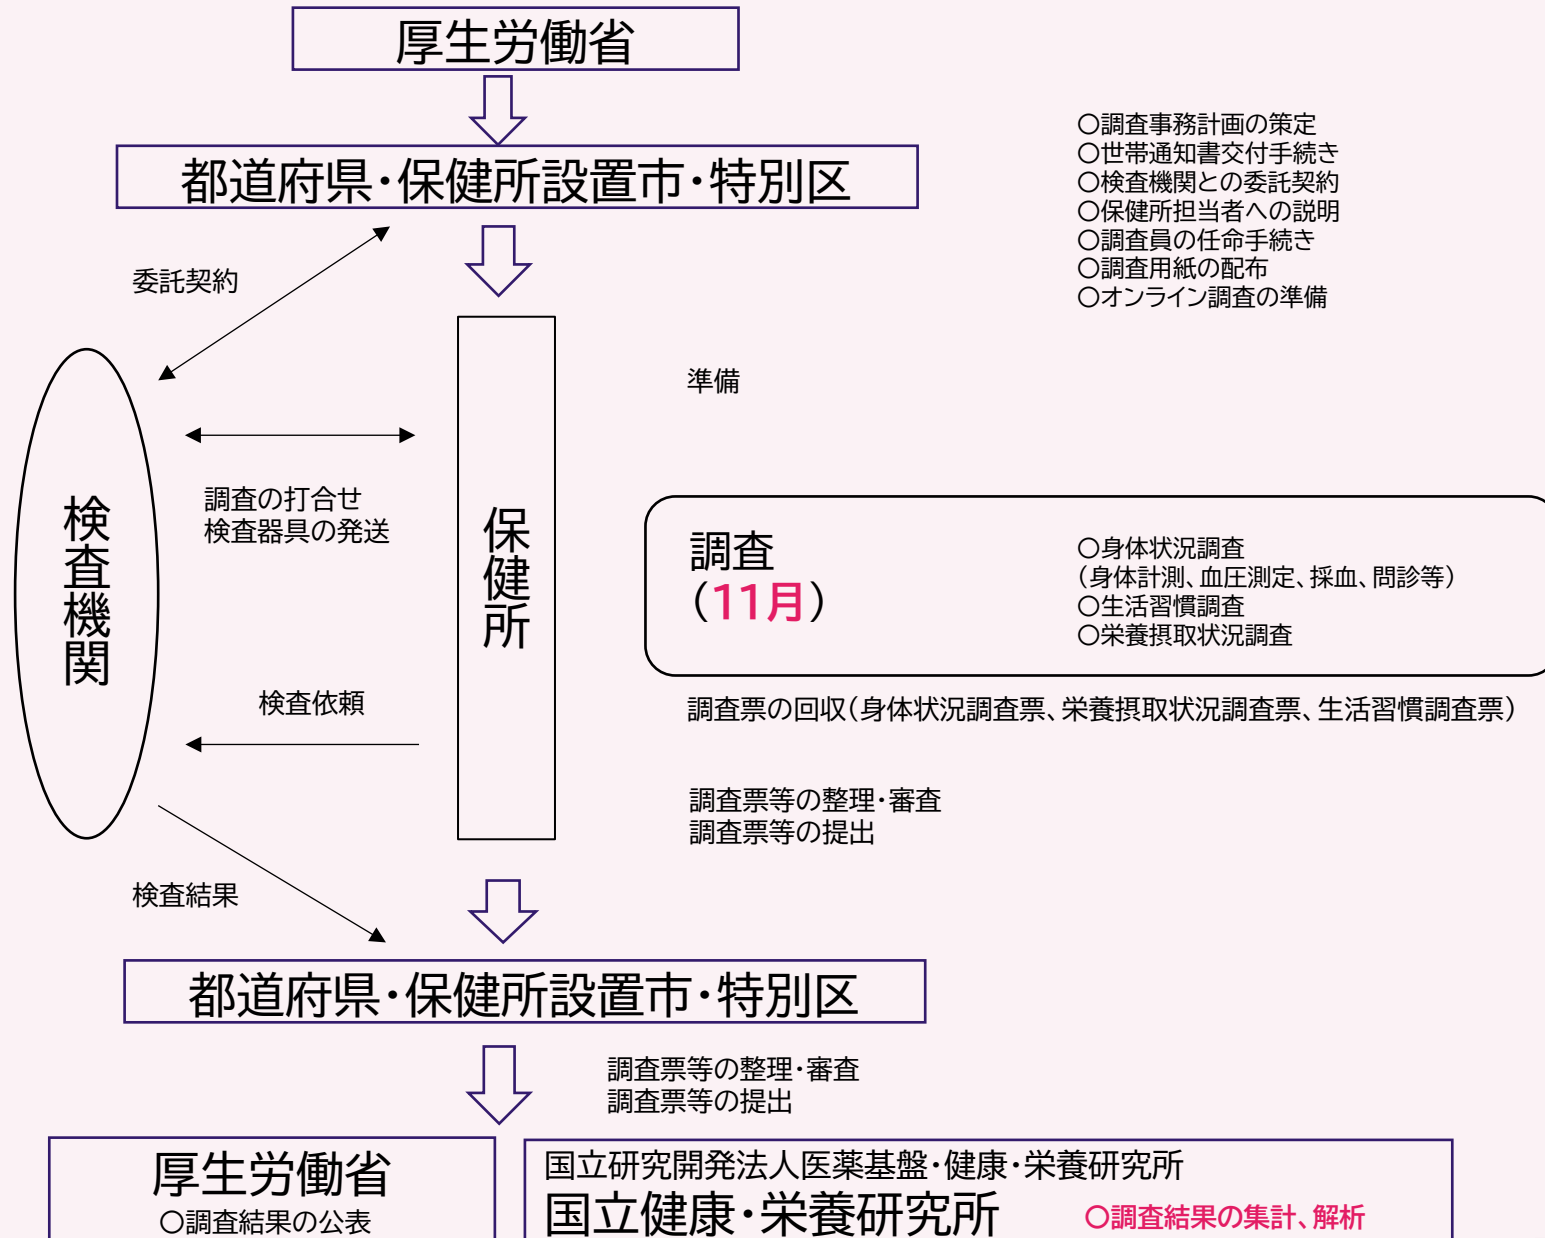 厚生労働省
都道府県・保健所設置市・特別区
〇調査事務計画の策定
〇世帯通知書交付手続き
〇検査機関との委託契約
〇保健所担当者への説明
〇調査員の任命手続き
〇調査用紙の配布
〇オンライン調査の準備
委託契約
準備
検査機関
調査の打合せ
検査器具の発送
保健所
調査
（11月）
〇身体状況調査
（身体計測、血圧測定、採血、問診等）
〇生活習慣調査
〇栄養摂取状況調査
検査依頼
調査票の回収（身体状況調査票、栄養摂取状況調査票、生活習慣調査票）
調査票等の整理・審査
調査票等の提出
検査結果
都道府県・保健所設置市・特別区
調査票等の整理・審査
調査票等の提出
厚生労働省
〇調査結果の公表
国立研究開発法人医薬基盤・健康・栄養研究所
国立健康・栄養研究所
〇調査結果の集計、解析